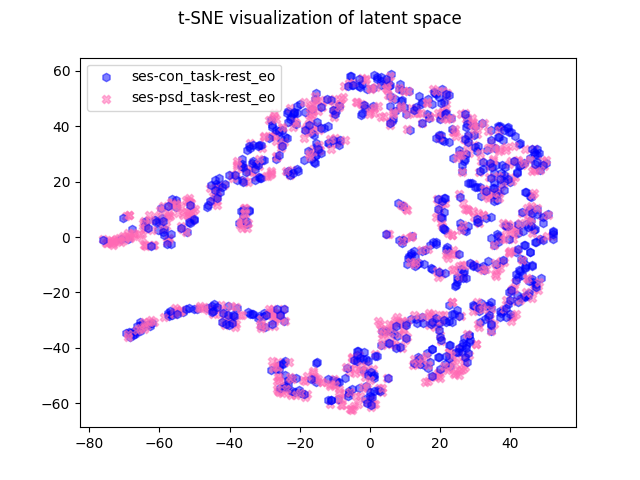 t-SNE visualization of latent space
ses-con_task-rest_eo
ses-psd_task-rest_eo
60
40
20
0
−20
−40
−60
−80 −60 −40 −20 0 20 40